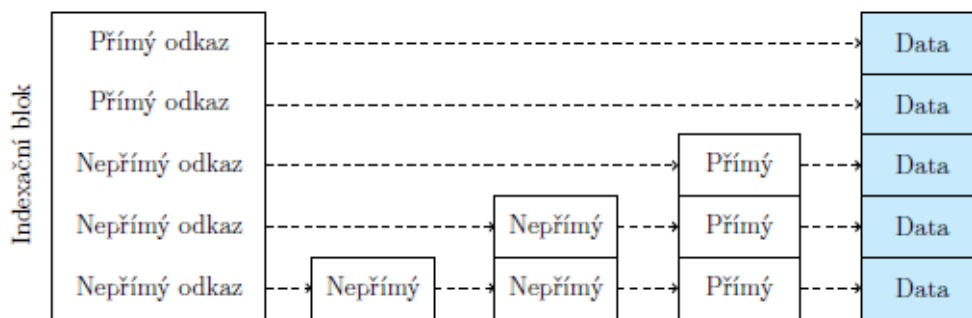 Indexační blok
Přímý odkaz Data
Přímý odkaz Data
Nepřímý odkaz Přímý Data
Nepřímý odkaz Nepřímý Přímý Data
Nepřímý odkaz Nepřímý Nepřímý Přímý Data